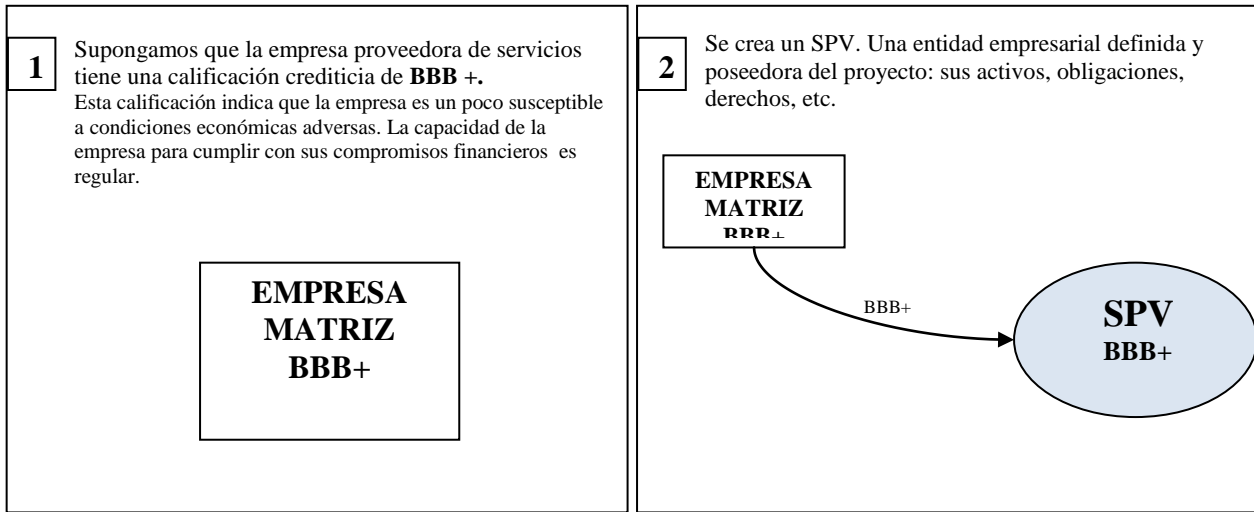 1
Supongamos que la empresa proveedora de servicios
tiene una calificación crediticia de BBB +.
Esta calificación indica que la empresa es un poco susceptible
a condiciones económicas adversas. La capacidad de la
empresa para cumplir con sus compromisos financieros es
regular.
EMPRESA
MATRIZ
BBB+
2
Se crea un SPV. Una entidad empresarial definida y
poseedora del proyecto: sus activos, obligaciones,
derechos, etc.
EMPRESA
MATRIZ
BBB+
BBB+
SPV
BBB+